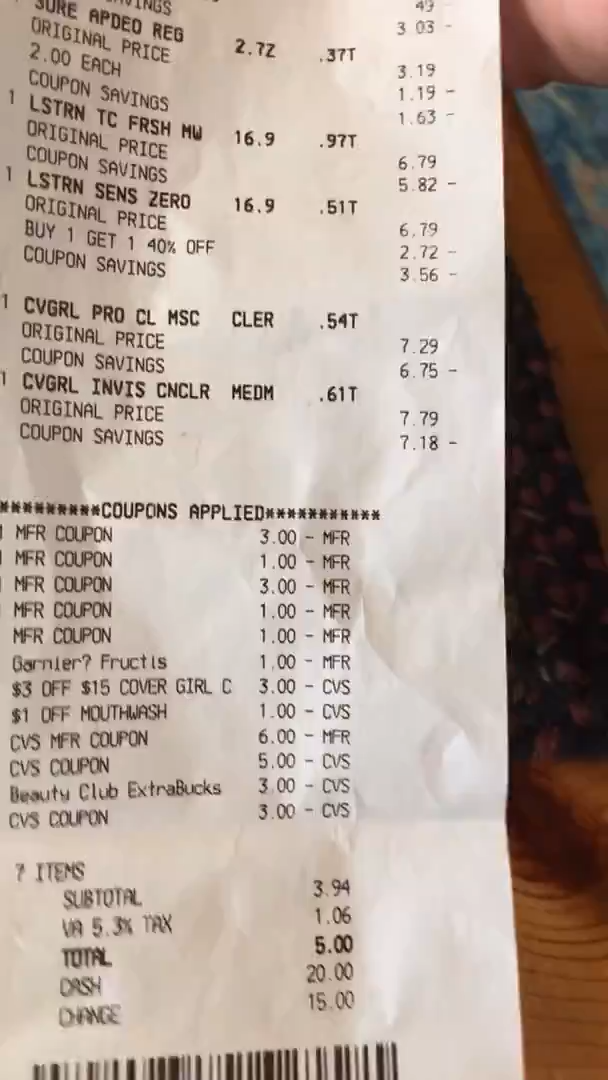 VINGS 49 -
SURE APDED REG 2.7Z .37T 3.03 -
ORIGINAL PRICE 3.19
2.00 EACH 1.19 -
COUPON SAVINGS 1.63 -
1 LSTRN TC FRSH MW 16.9 .97T
ORIGINAL PRICE 6.79
COUPON SAVINGS 5.82 -
1 LSTRN SENS ZERO 16.9 .51T
ORIGINAL PRICE 6.79
BUY 1 GET 1 40% OFF 2.72 -
COUPON SAVINGS 3.56 -
1 CVGRL PRO CL MSC CLER .54T
ORIGINAL PRICE 7.29
COUPON SAVINGS 6.75 -
1 CVGRL INVIS CNCLR MEDM .61T
ORIGINAL PRICE 7.79
COUPON SAVINGS 7.18 -
*********COUPONS APPLIED***********
1 MFR COUPON 3.00 - MFR
1 MFR COUPON 1.00 - MFR
1 MFR COUPON 3.00 - MFR
MFR COUPON 1.00 - MFR
MFR COUPON 1.00 - MFR
Garnier? Fructis 1.00 - MFR
$3 OFF $15 COVER GIRL C 3.00 - CVS
$1 OFF MOUTHWASH 1.00 - CVS
CVS MFR COUPON 6.00 - MFR
CVS COUPON 5.00 - CVS
Beauty Club ExtraBucks 3.00 - CVS
CVS COUPON 3.00 - CVS
7 ITEMS
SUBTOTAL 3.94
VA 5.3% TAX 1.06
TOTAL 5.00
CASH 20.00
CHANGE 15.00